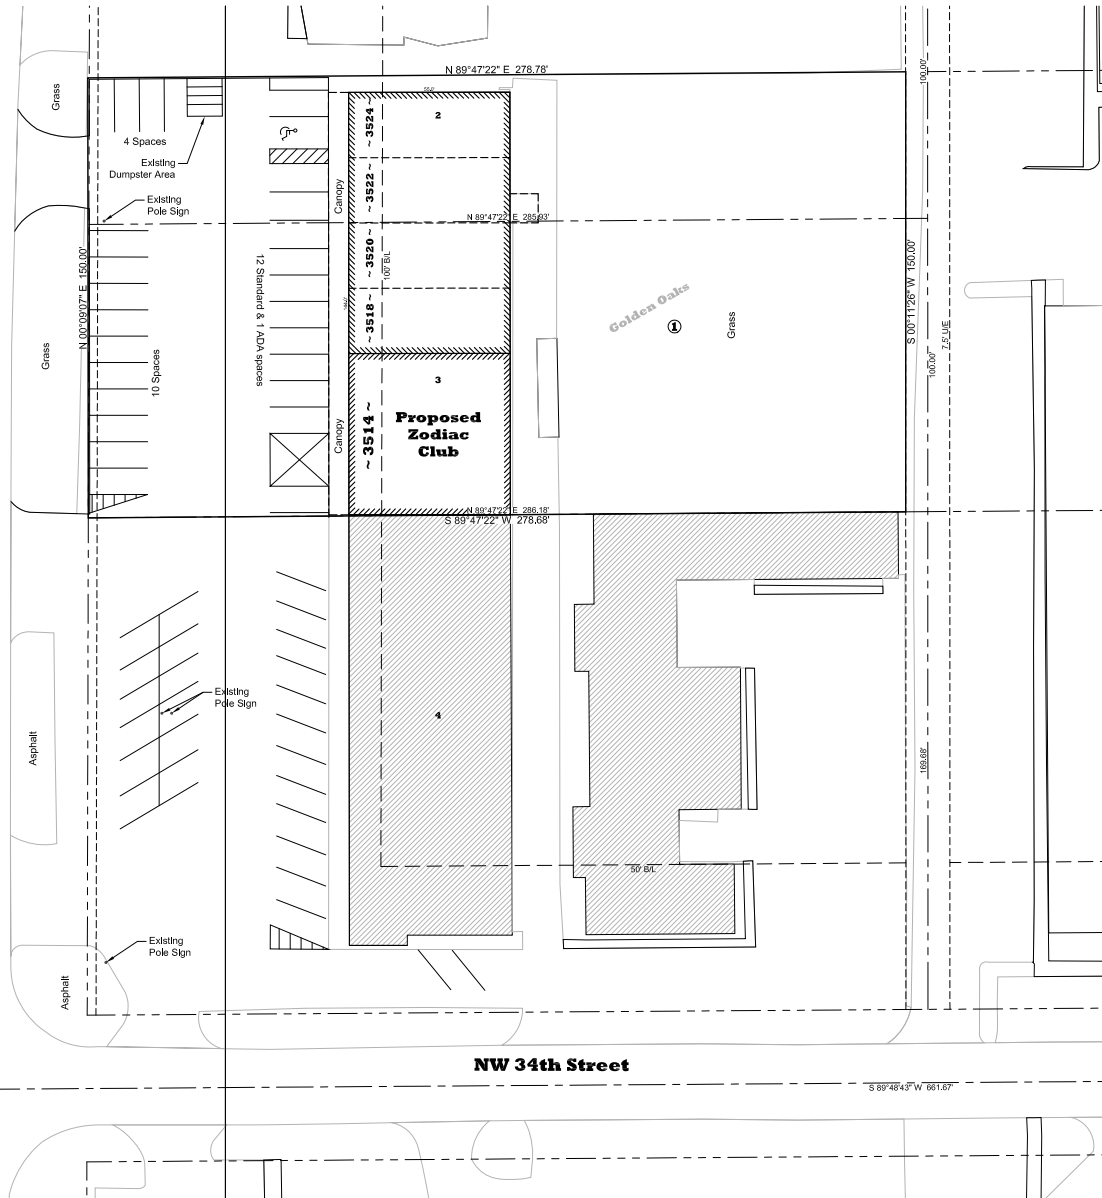 N 89°47'22" E 278.78'
100.00'
Grass
4 Spaces
Existing
Dumpster Area
Existing
Pole Sign
Canopy
~ 3524 ~
2
~ 3522 ~
N 89°47'22" E 285.93'
N 00°09'07" E 150.00'
12 Standard & 1 ADA spaces
~ 3520 ~
100' B/L
~ 3518 ~
Golden Oaks
1
Grass
S 00°11'26" W 150.00'
7.5' U/E
100.00'
Grass
10 Spaces
3
Canopy
~ 3514 ~
Proposed
Zodiac
Club
N 89°47'22" E 286.18'
S 89°47'22" W 278.68'
Existing
Pole Sign
4
Asphalt
169.68'
50' B/L
Existing
Pole Sign
Asphalt
NW 34th Street
S 89°48'43" W 661.67'